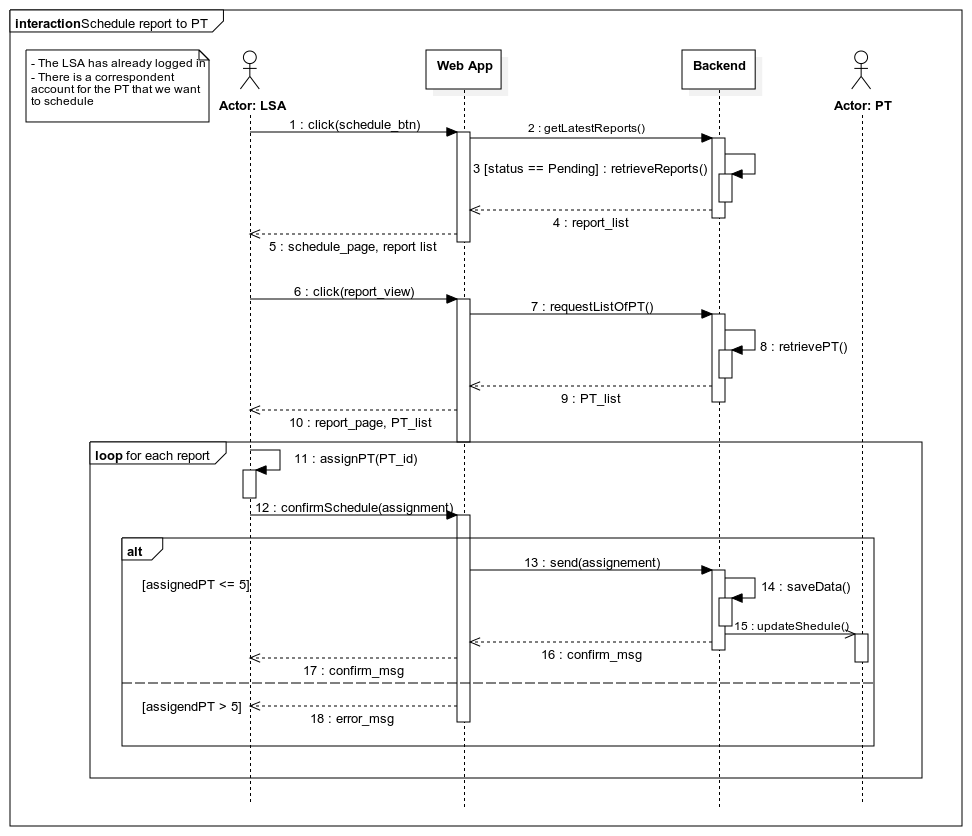 interactionSchedule report to PT
- The LSA has already logged in
- There is a correspondent
account for the PT that we want
to schedule
Actor: LSA
Web App
Backend
Actor: PT
1 : click(schedule_btn)
2 : getLatestReports()
3 [status == Pending] : retrieveReports()
4 : report_list
5 : schedule_page, report list
6 : click(report_view)
7 : requestListOfPT()
8 : retrievePT()
9 : PT_list
10 : report_page, PT_list
loop for each report
11 : assignPT(PT_id)
12 : confirmSchedule(assignment)
alt
13 : send(assignement)
[assignedPT <= 5]
14 : saveData()
15 : updateShedule()
16 : confirm_msg
17 : confirm_msg
[assigendPT > 5]
18 : error_msg